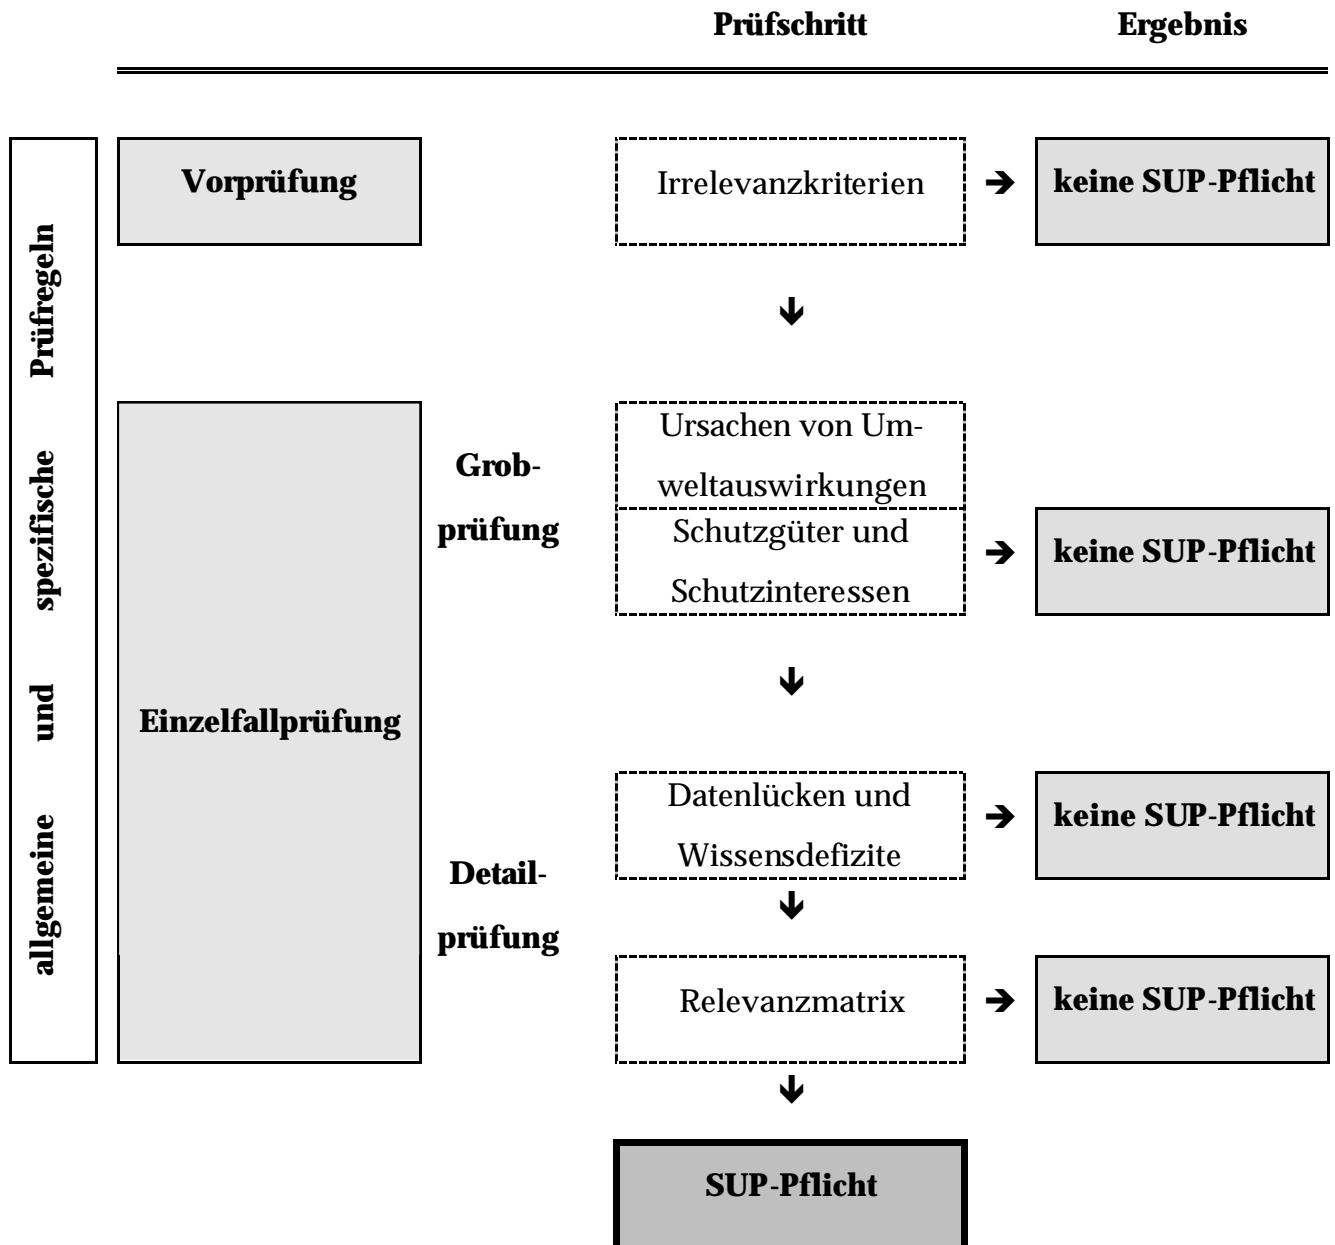 Prüfschritt
Ergebnis
allgemeine und spezifische Prüfregeln
Vorprüfung
Irrelevanzkriterien
➔
keine SUP-Pflicht
Einzelfallprüfung
Grob-
prüfung
Ursachen von Um-
weltauswirkungen
Schutzgüter und
Schutzinteressen
➔
keine SUP-Pflicht
Detail-
prüfung
Datenlücken und
Wissensdefizite
➔
keine SUP-Pflicht
Relevanzmatrix
➔
keine SUP-Pflicht
SUP-Pflicht